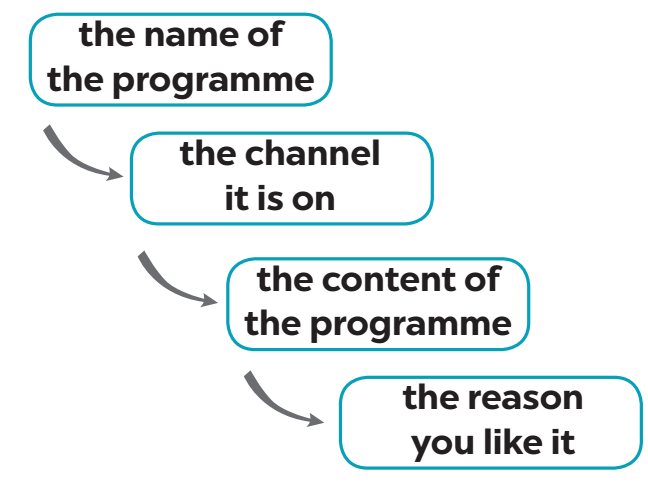 the name of
the programme
the channel
it is on
the content of
the programme
the reason
you like it